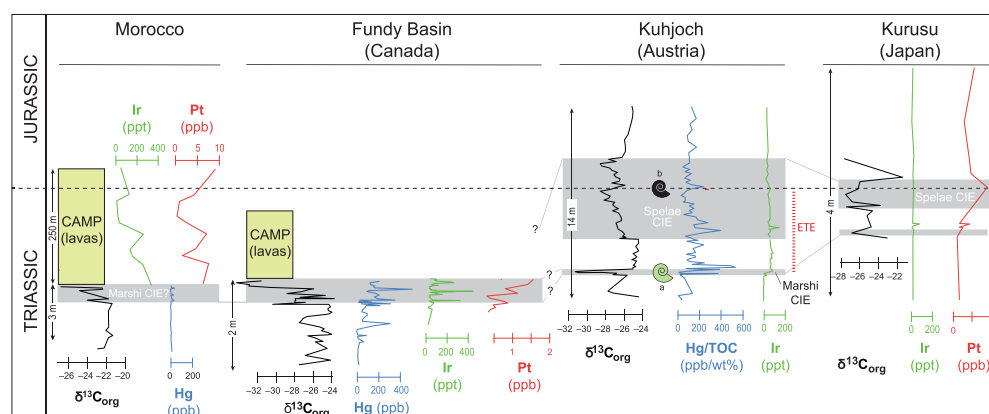 Morocco
Fundy Basin
(Canada)
Kuhjoch
(Austria)
Kurusu
(Japan)
JURASSIC
TRIASSIC
Ir
(ppt)
0 200 400
Pt
(ppb)
0 5 10
CAMP
(lavas)
250 m
3 m
Marshi CIE?
−26 −24 −22 −20
δ13Corg
0 200
Hg
(ppb)
CAMP
(lavas)
2 m
−32 −30 −28 −26 −24
δ13Corg
0 200 400
Hg (ppb)
0 200 400
Ir
(ppt)
1 2
Pt
(ppb)
?
?
?
14 m
b
Spelae
CIE
a
Marshi
CIE
ETE
−32 −30 −28 −26 −24
δ13Corg
0 200 400 600
Hg/TOC
(ppb/wt%)
0 200
Ir
(ppt)
4 m
Spelae CIE
−28 −26 −24 −22
δ13Corg
0 200
Ir
(ppt)
0
Pt
(ppb)